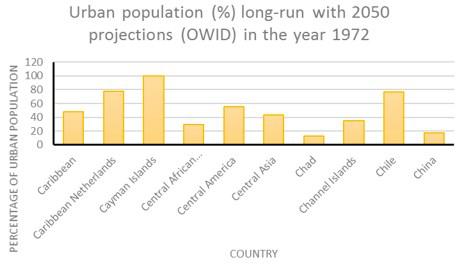 Urban population (%) long-run with 2050
projections (OWID) in the year 1972
PERCENTAGE OF URBAN POPULATION
120
100
80
60
40
20
0
Caribbean
Caribbean Netherlands
Cayman Islands
Central African...
Central America
Central Asia
Chad
Channel Islands
Chile
China
COUNTRY